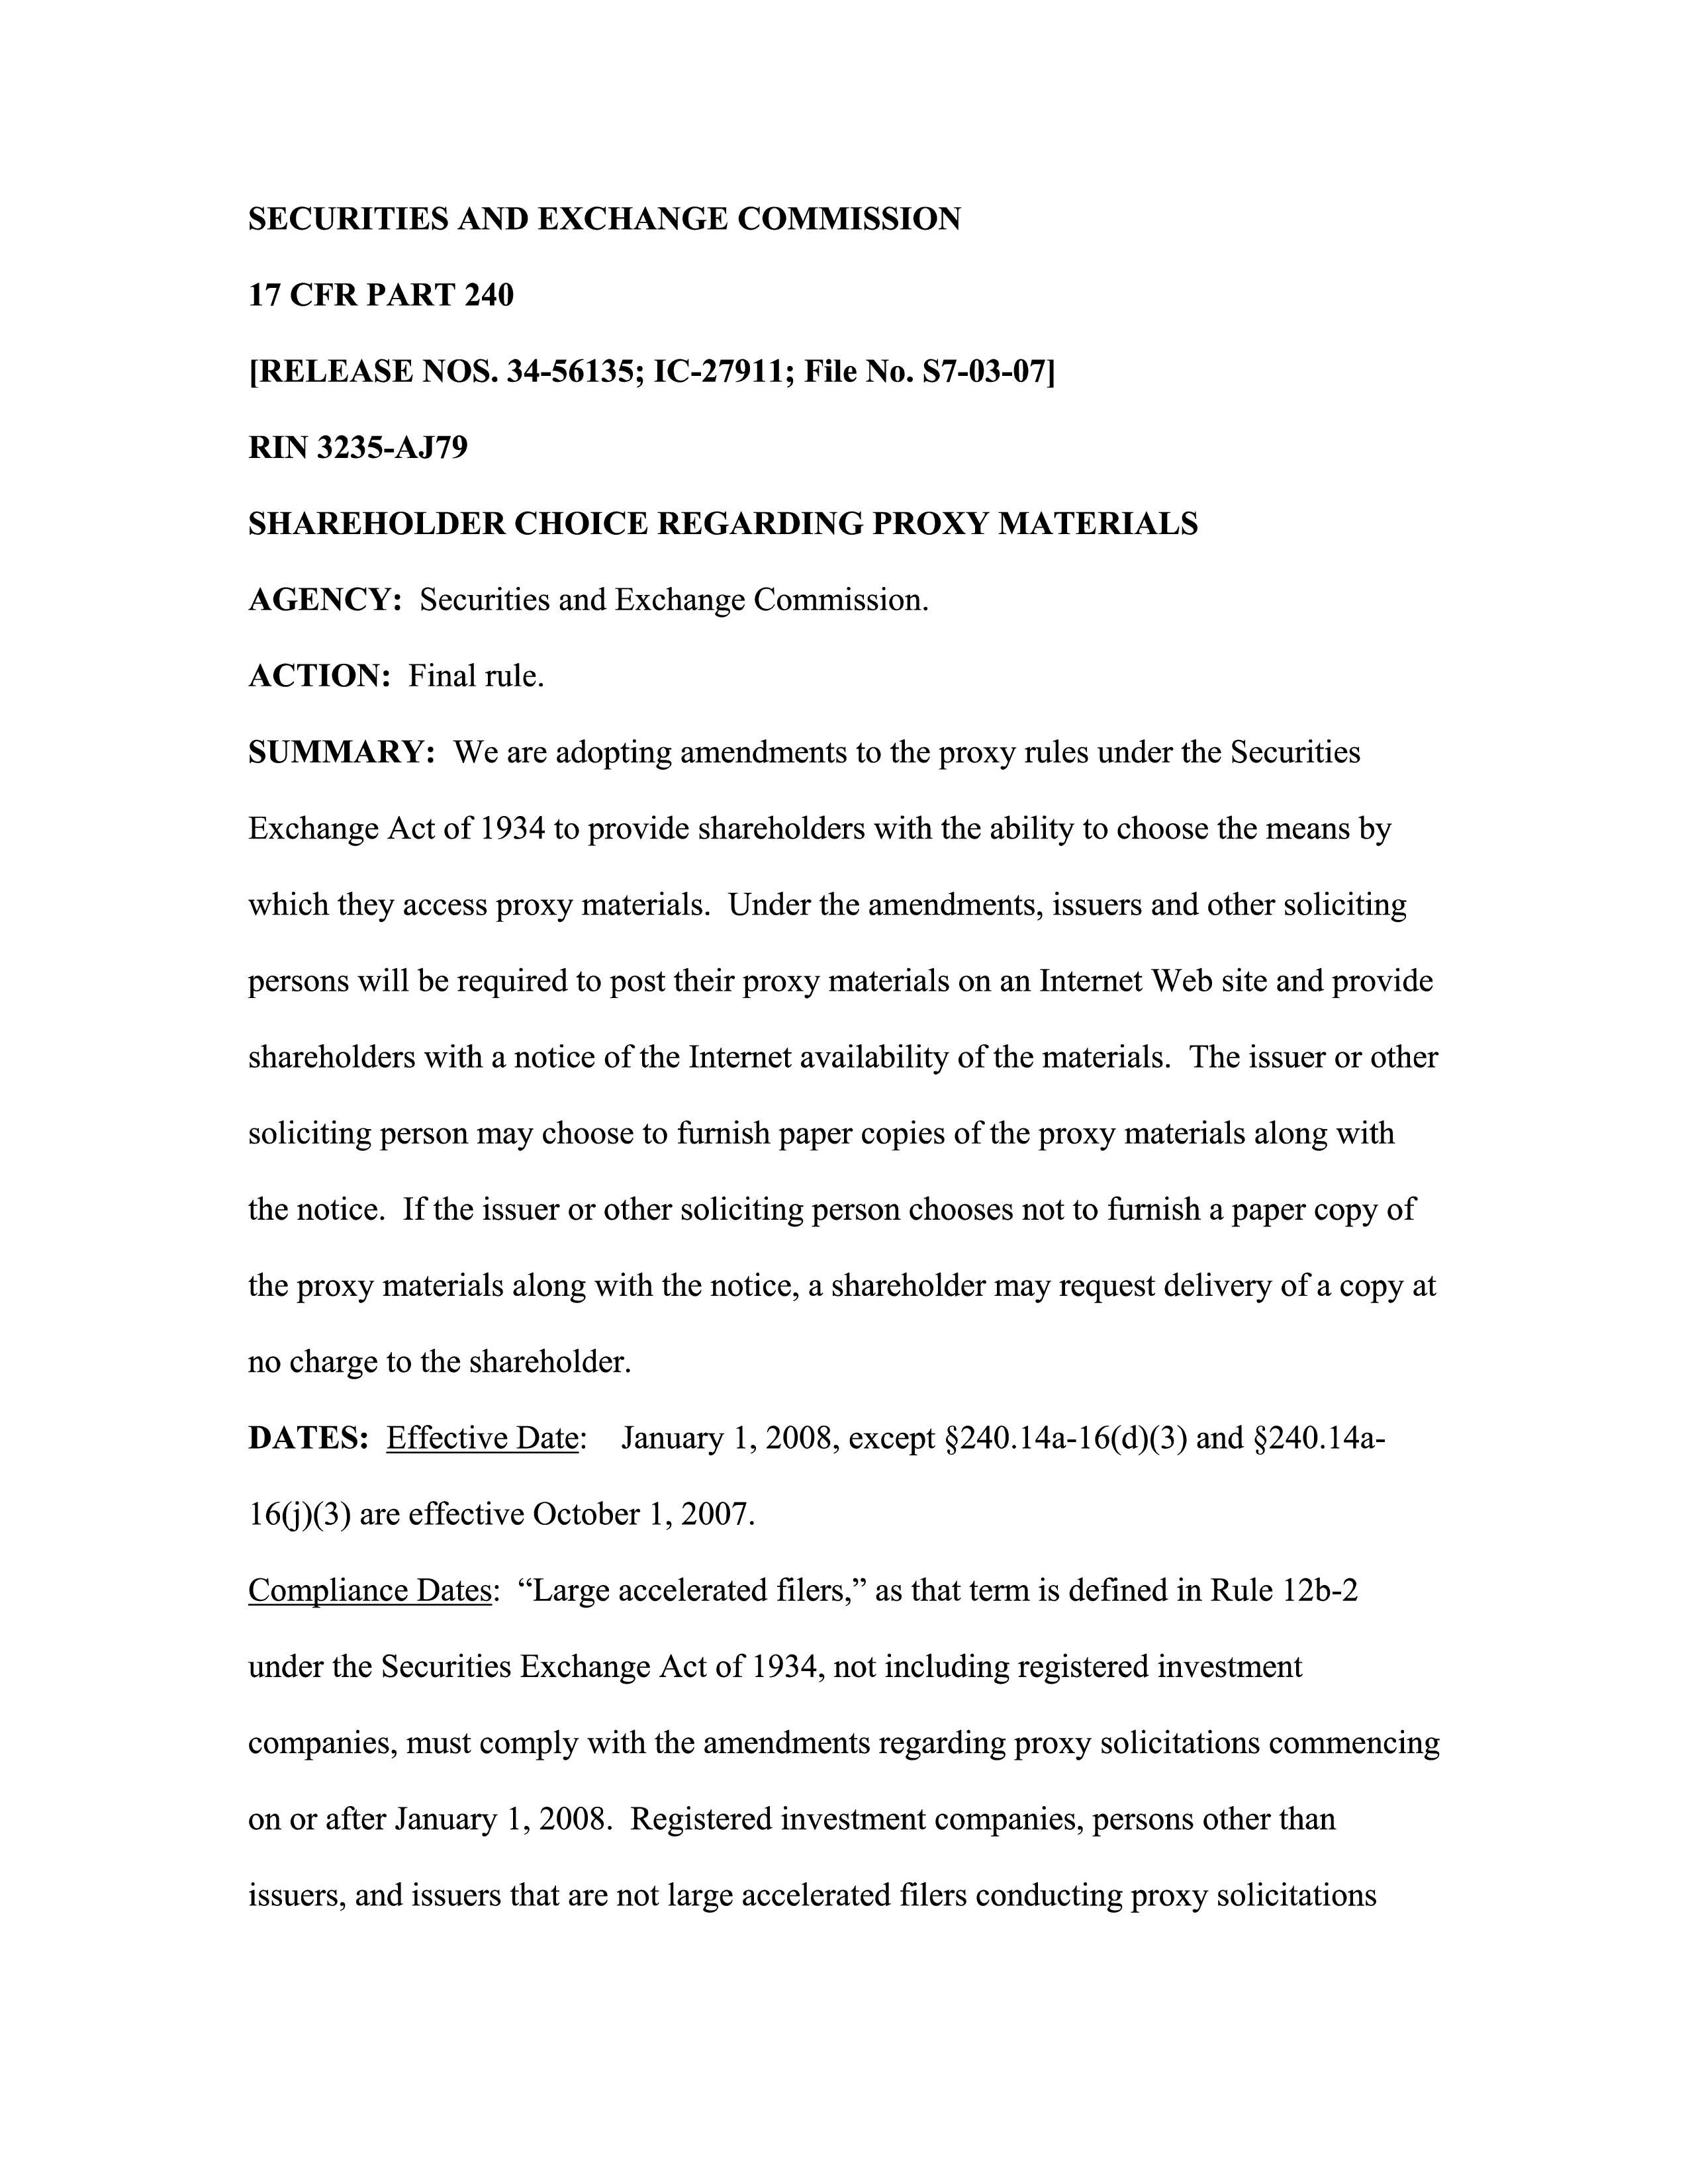 SECURITIES AND EXCHANGE COMMISSION
17 CFR PART 240
[RELEASE NOS. 34-56135; IC-27911; File No. S7-03-07]
RIN 3235-AJ79
SHAREHOLDER CHOICE REGARDING PROXY MATERIALS
AGENCY:  Securities and Exchange Commission.
ACTION:  Final rule.
SUMMARY:  We are adopting amendments to the proxy rules under the Securities
Exchange Act of 1934 to provide shareholders with the ability to choose the means by
which they access proxy materials.  Under the amendments, issuers and other soliciting
persons will be required to post their proxy materials on an Internet Web site and provide
shareholders with a notice of the Internet availability of the materials.  The issuer or other
soliciting person may choose to furnish paper copies of the proxy materials along with
the notice.  If the issuer or other soliciting person chooses not to furnish a paper copy of
the proxy materials along with the notice, a shareholder may request delivery of a copy at
no charge to the shareholder.
DATES:  Effective Date:    January 1, 2008, except §240.14a-16(d)(3) and §240.14a-
16(j)(3) are effective October 1, 2007.
Compliance Dates:  “Large accelerated filers,” as that term is defined in Rule 12b-2
under the Securities Exchange Act of 1934, not including registered investment
companies, must comply with the amendments regarding proxy solicitations commencing
on or after January 1, 2008.  Registered investment companies, persons other than
issuers, and issuers that are not large accelerated filers conducting proxy solicitations